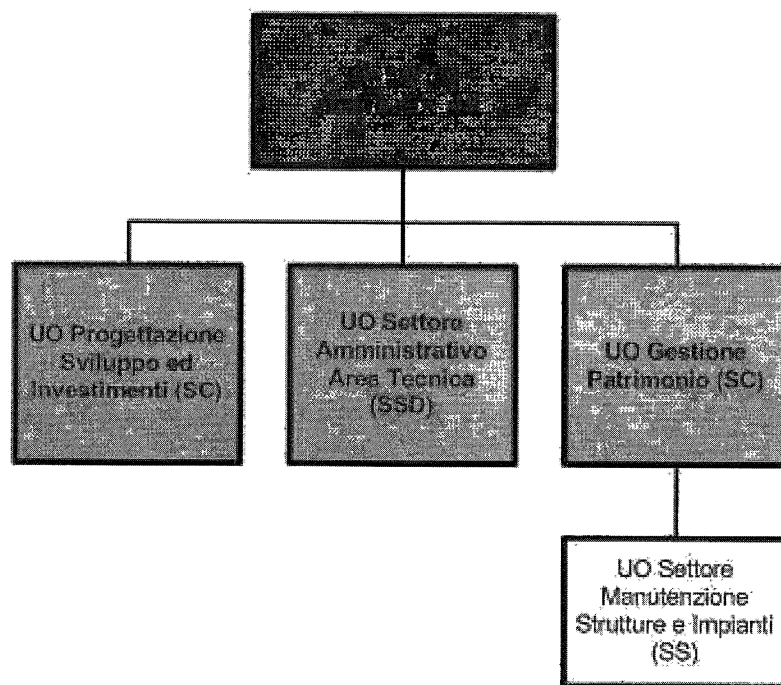 UO Progettazione
Sviluppo ed
Investimenti (SC)
UO Settore
Amministrativo
Area Tecnica
(SSD)
UO Gestione
Patrimonio (SC)
UO Settore
Manutenzione
Strutture e Impianti
(SS)